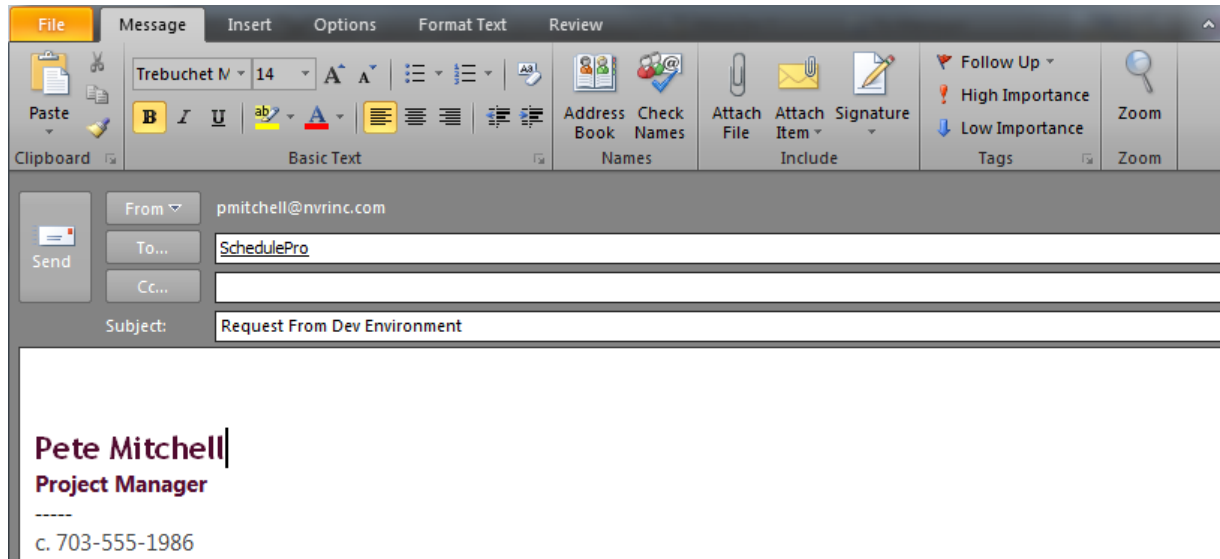 File Message Insert Options Format Text Review
Trebuchet M 14 A A Aa
Paste B I U ab A
Address Book Check Names Attach File Attach Item Signature
Follow Up
High Importance
Low Importance
Zoom
Clipboard Basic Text Names Include Tags Zoom
From pmitchell@nvrinc.com
Send To... SchedulePro
Cc...
Subject: Request From Dev Environment
Pete Mitchell
Project Manager
-----
c. 703-555-1986